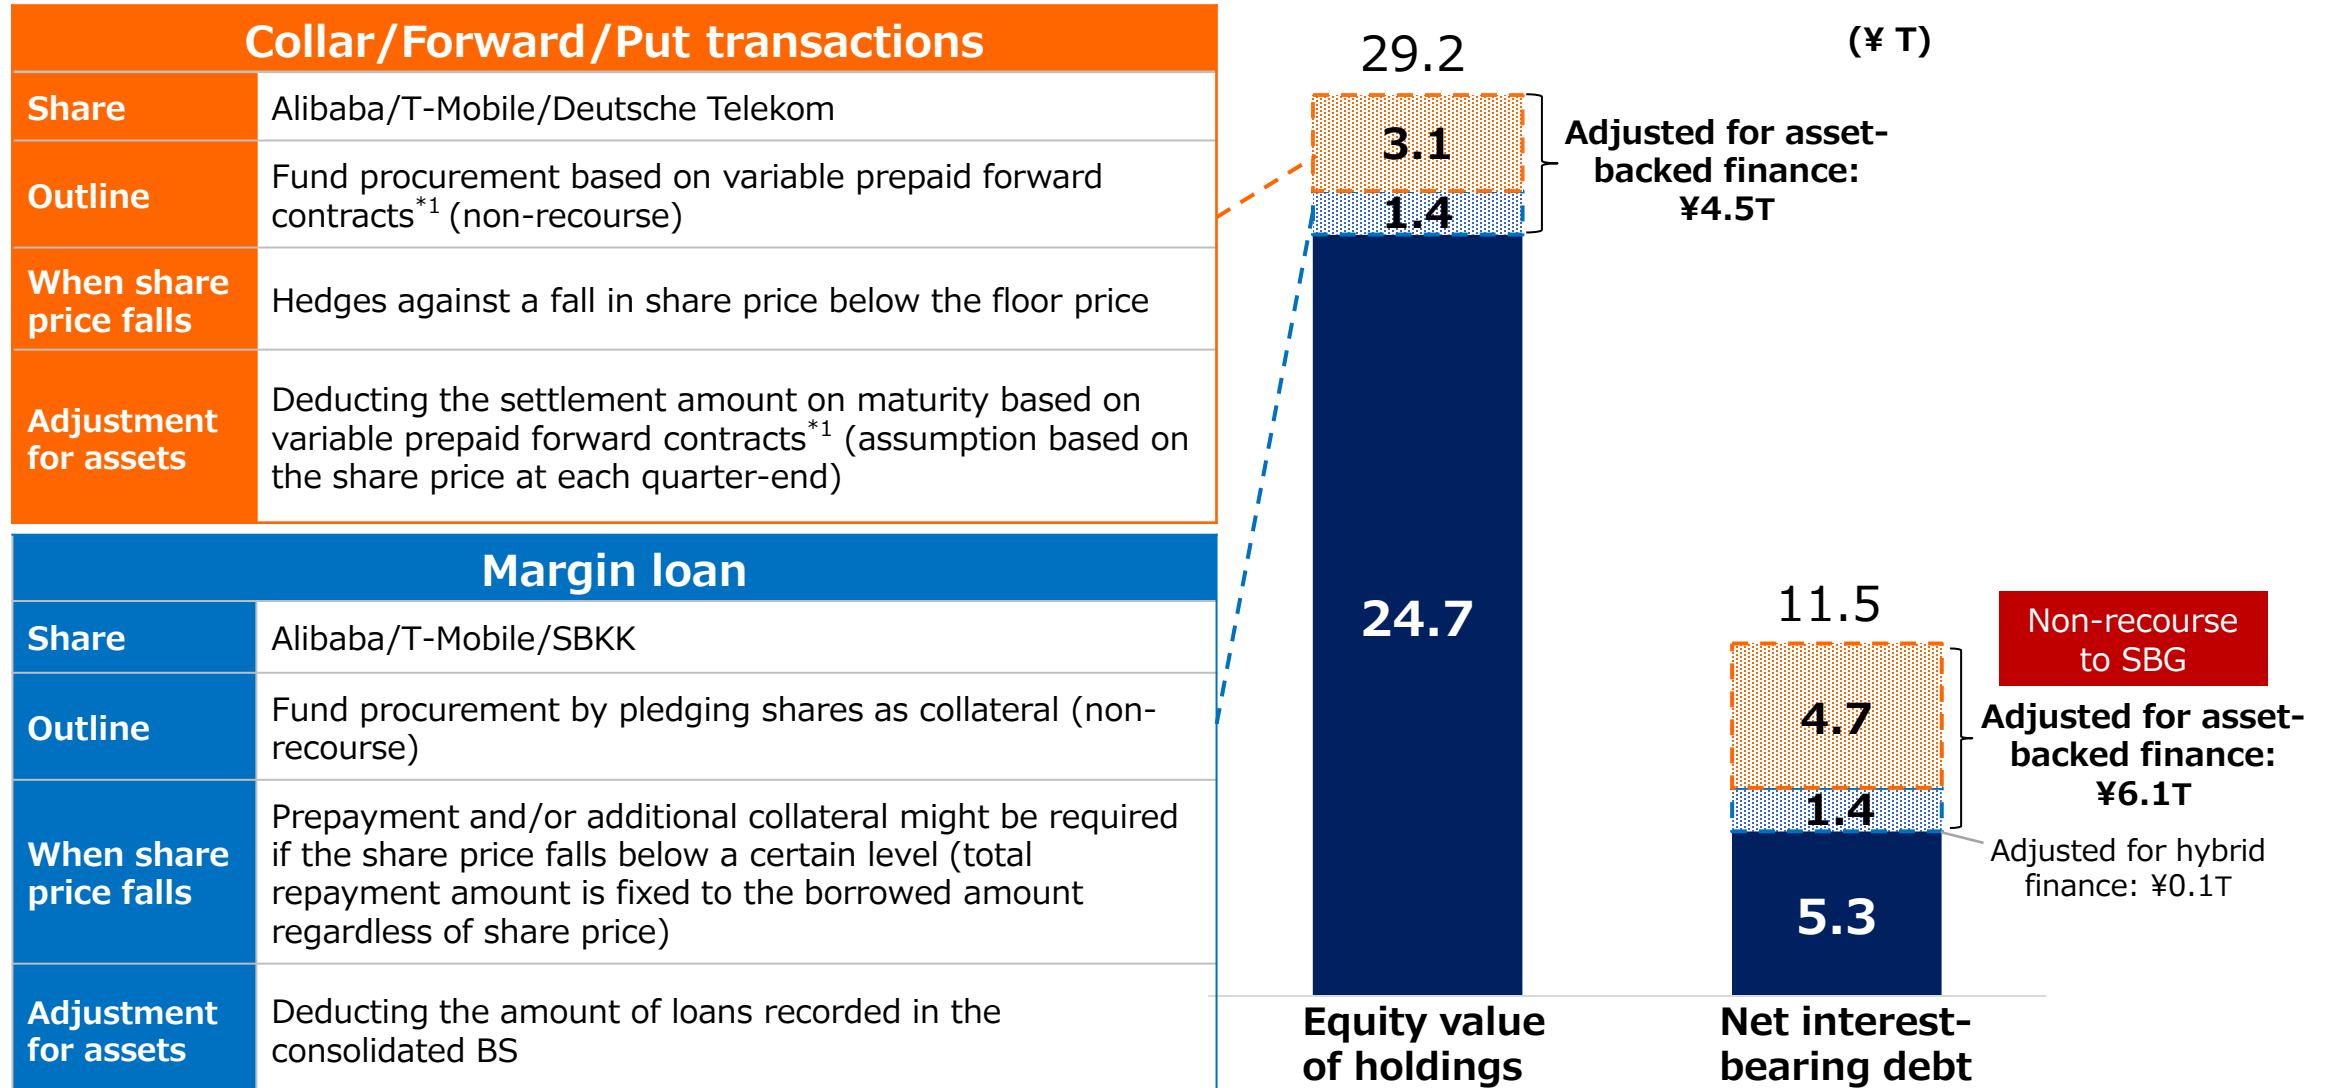 Collar/Forward/Put transactions
Share
Alibaba/T-Mobile/Deutsche Telekom
Outline
Fund procurement based on variable prepaid forward
contracts*1 (non-recourse)
When share
price falls
Hedges against a fall in share price below the floor price
Adjustment
for assets
Deducting the settlement amount on maturity based on
variable prepaid forward contracts*1 (assumption based on
the share price at each quarter-end)
Margin loan
Share
Alibaba/T-Mobile/SBKK
Outline
Fund procurement by pledging shares as collateral (non-
recourse)
When share
price falls
Prepayment and/or additional collateral might be required
if the share price falls below a certain level (total
repayment amount is fixed to the borrowed amount
regardless of share price)
Adjustment
for assets
Deducting the amount of loans recorded in the
consolidated BS
(¥ T)
29.2
3.1
1.4
24.7
Adjusted for asset-
backed finance:
¥4.5T
Equity value
of holdings
11.5
4.7
1.4
5.3
Non-recourse
to SBG
Adjusted for asset-
backed finance:
¥6.1T
Adjusted for hybrid
finance: ¥0.1T
Net interest-
bearing debt